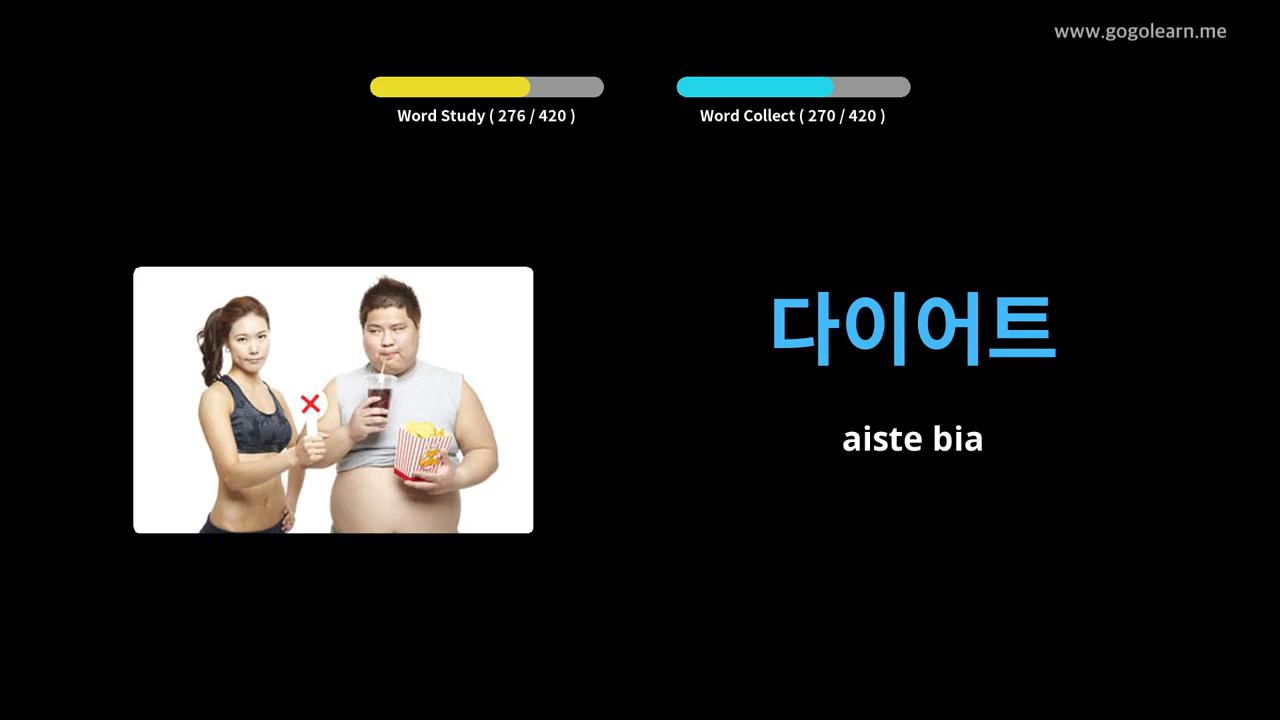 www.gogolearn.me
Word Study ( 276 / 420 )
Word Collect ( 270 / 420 )
다이어트
aiste bia